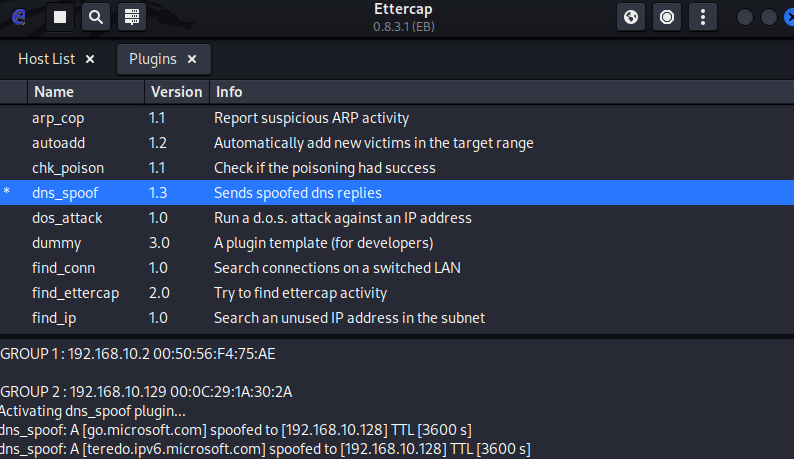 Ettercap
0.8.3.1 (EB)
Host List × Plugins ×
Name Version Info
arp_cop 1.1 Report suspicious ARP activity
autoadd 1.2 Automatically add new victims in the target range
chk_poison 1.1 Check if the poisoning had success
* dns_spoof 1.3 Sends spoofed dns replies
dos_attack 1.0 Run a d.o.s. attack against an IP address
dummy 3.0 A plugin template (for developers)
find_conn 1.0 Search connections on a switched LAN
find_ettercap 2.0 Try to find ettercap activity
find_ip 1.0 Search an unused IP address in the subnet
GROUP 1 : 192.168.10.2 00:50:56:F4:75:AE
GROUP 2 : 192.168.10.129 00:0C:29:1A:30:2A
Activating dns_spoof plugin...
dns_spoof: A [go.microsoft.com] spoofed to [192.168.10.128] TTL [3600 s]
dns_spoof: A [teredo.ipv6.microsoft.com] spoofed to [192.168.10.128] TTL [3600 s]